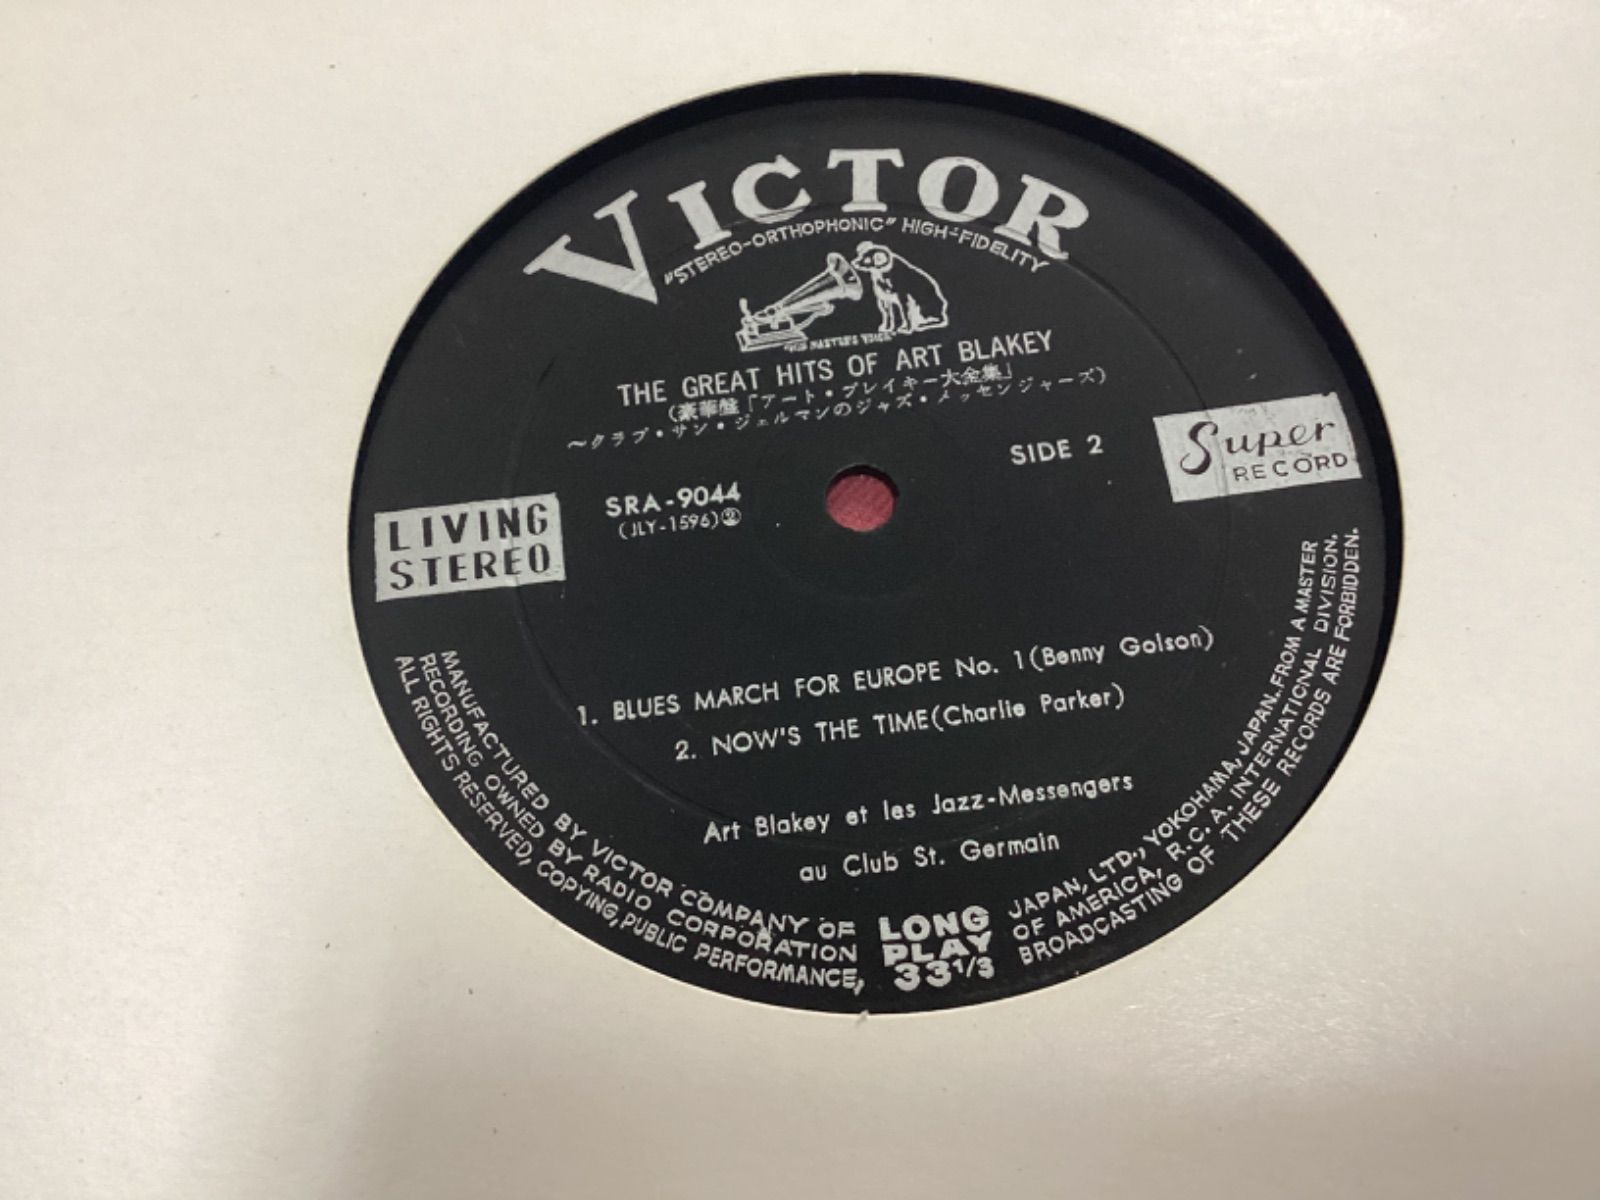 VICTOR
"STEREO-ORTHOPHONIC" HIGH-FIDELITY
"HIS MASTER'S VOICE"
THE GREAT HITS OF ART BLAKEY
(豪華盤「アート・ブレイキー大全集」
～クラブ・サン・ジェルマンのジャズ・メッセンジャーズ)
SIDE 2
Super
RECORD
SRA-9044
(JLY-1596)②
LIVING
STEREO
1. BLUES MARCH FOR EUROPE No. 1(Benny Golson)
2. NOW'S THE TIME(Charlie Parker)
Art Blakey et les Jazz-Messengers
au Club St. Germain
LONG
PLAY
33 1/3
MANUFACTURED BY VICTOR COMPANY OF JAPAN, LTD., YOKOHAMA, JAPAN. FROM A MASTER
RECORDING OWNED BY RADIO CORPORATION OF AMERICA, R.C.A. INTERNATIONAL DIVISION.
ALL RIGHTS RESERVED, COPYING, PUBLIC PERFORMANCE, BROADCASTING OF THESE RECORDS ARE FORBIDDEN.